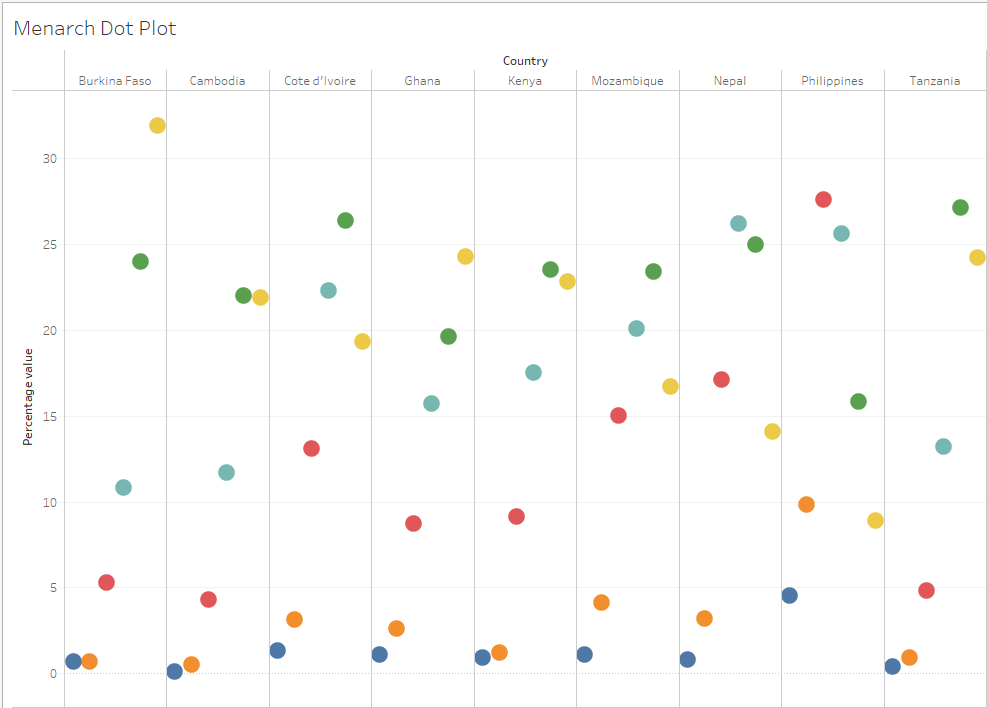 Menarch Dot Plot
Country
Burkina Faso Cambodia Cote d'Ivoire Ghana Kenya Mozambique Nepal Philippines Tanzania
30
25
20
15
10
5
0
Percentage value